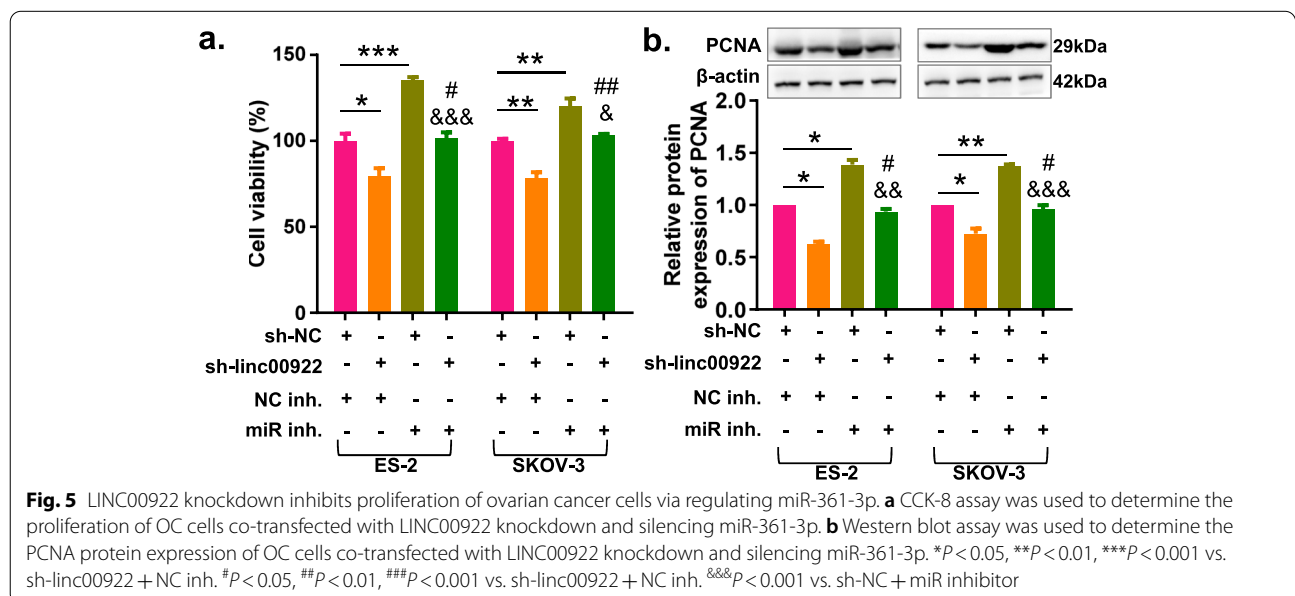 a.
150
100
50
0
Cell viability (%)
***
*
#
&&&
**
**
##
&
sh-NC + - + - + - + -
sh-linc00922 - + - + - + - +
NC inh. + + - - + + - -
miR inh. - - + + - - + +
ES-2 SKOV-3
b.
PCNA 29kDa
β-actin 42kDa
2.0
1.5
1.0
0.5
0.0
Relative protein
expression of PCNA
*
*
#
&&
**
*
#
&&&
sh-NC + - + - + - + -
sh-linc00922 - + - + - + - +
NC inh. + + - - + + - -
miR inh. - - + + - - + +
ES-2 SKOV-3
Fig. 5 LINC00922 knockdown inhibits proliferation of ovarian cancer cells via regulating miR-361-3p. a CCK-8 assay was used to determine the
proliferation of OC cells co-transfected with LINC00922 knockdown and silencing miR-361-3p. b Western blot assay was used to determine the
PCNA protein expression of OC cells co-transfected with LINC00922 knockdown and silencing miR-361-3p. *P < 0.05, **P < 0.01, ***P < 0.001 vs.
sh-linc00922 + NC inh. #P < 0.05, ##P < 0.01, ###P < 0.001 vs. sh-linc00922 + NC inh. &&&P < 0.001 vs. sh-NC + miR inhibitor